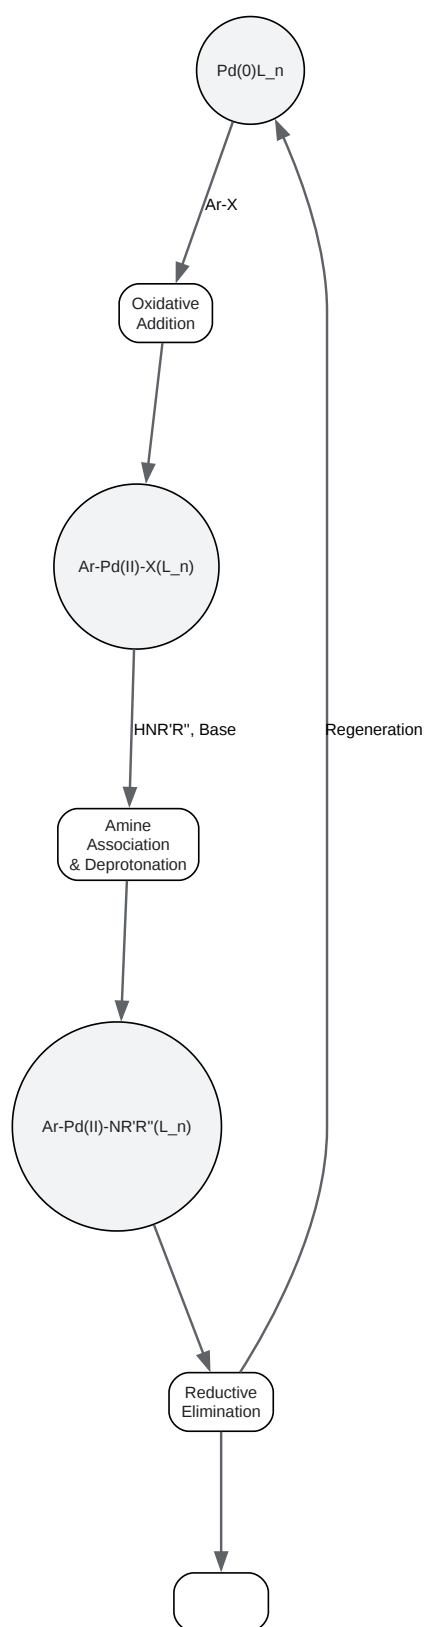 Pd(0)L_n
Ar-X
Oxidative
Addition
Ar-Pd(II)-X(L_n)
HNR'R", Base
Regeneration
Amine
Association
& Deprotonation
Ar-Pd(II)-NR'R"(L_n)
Reductive
Elimination